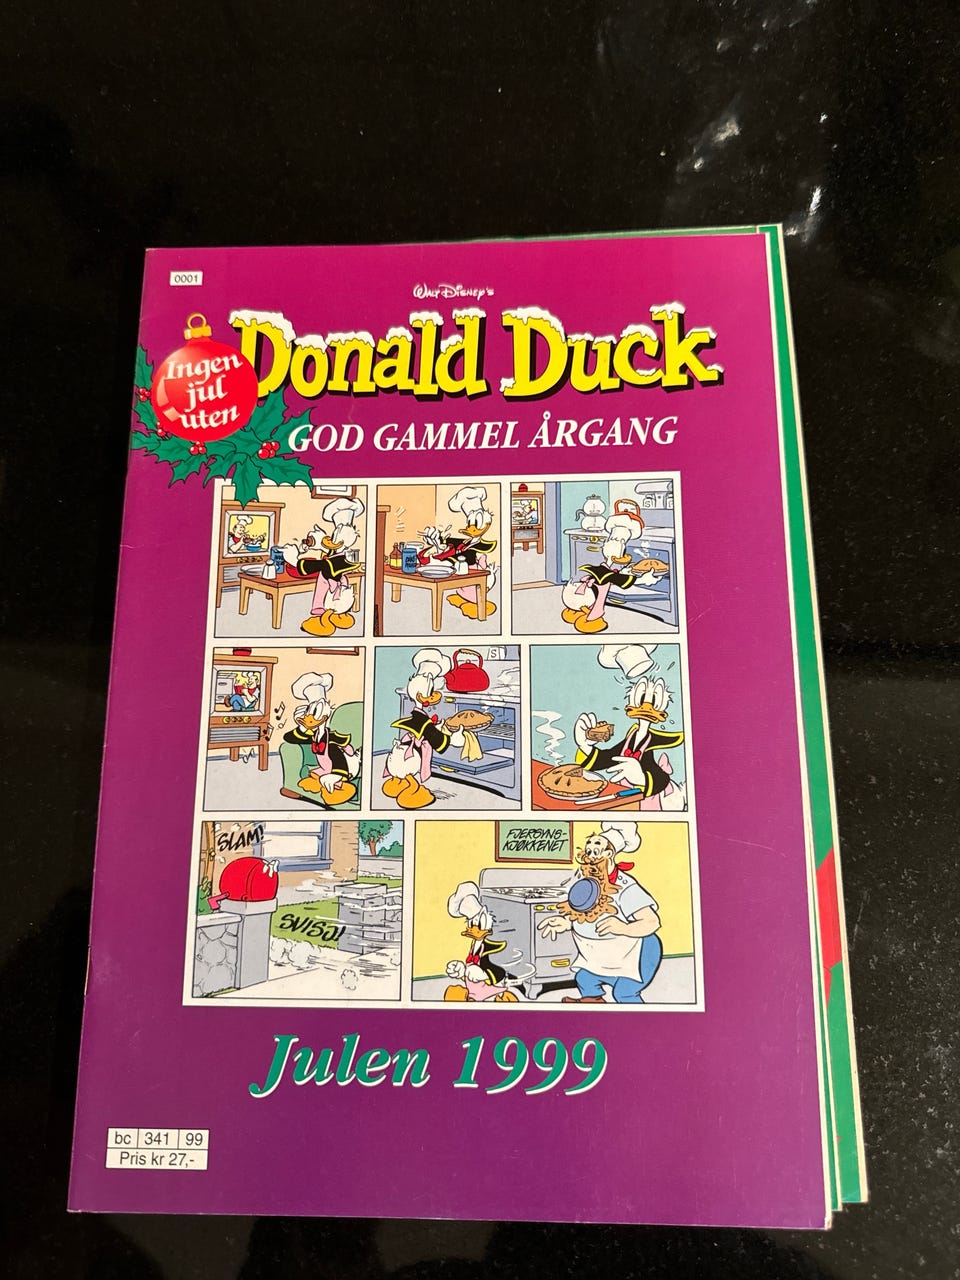 0001
WALT DISNEY'S
Donald Duck
Ingen
jul
uten
GOD GAMMEL ÅRGANG
SLAM!
SVISJ!
FJERSYNS-
KJØKKENET
Julen 1999
bc 341 99
Pris kr 27,-